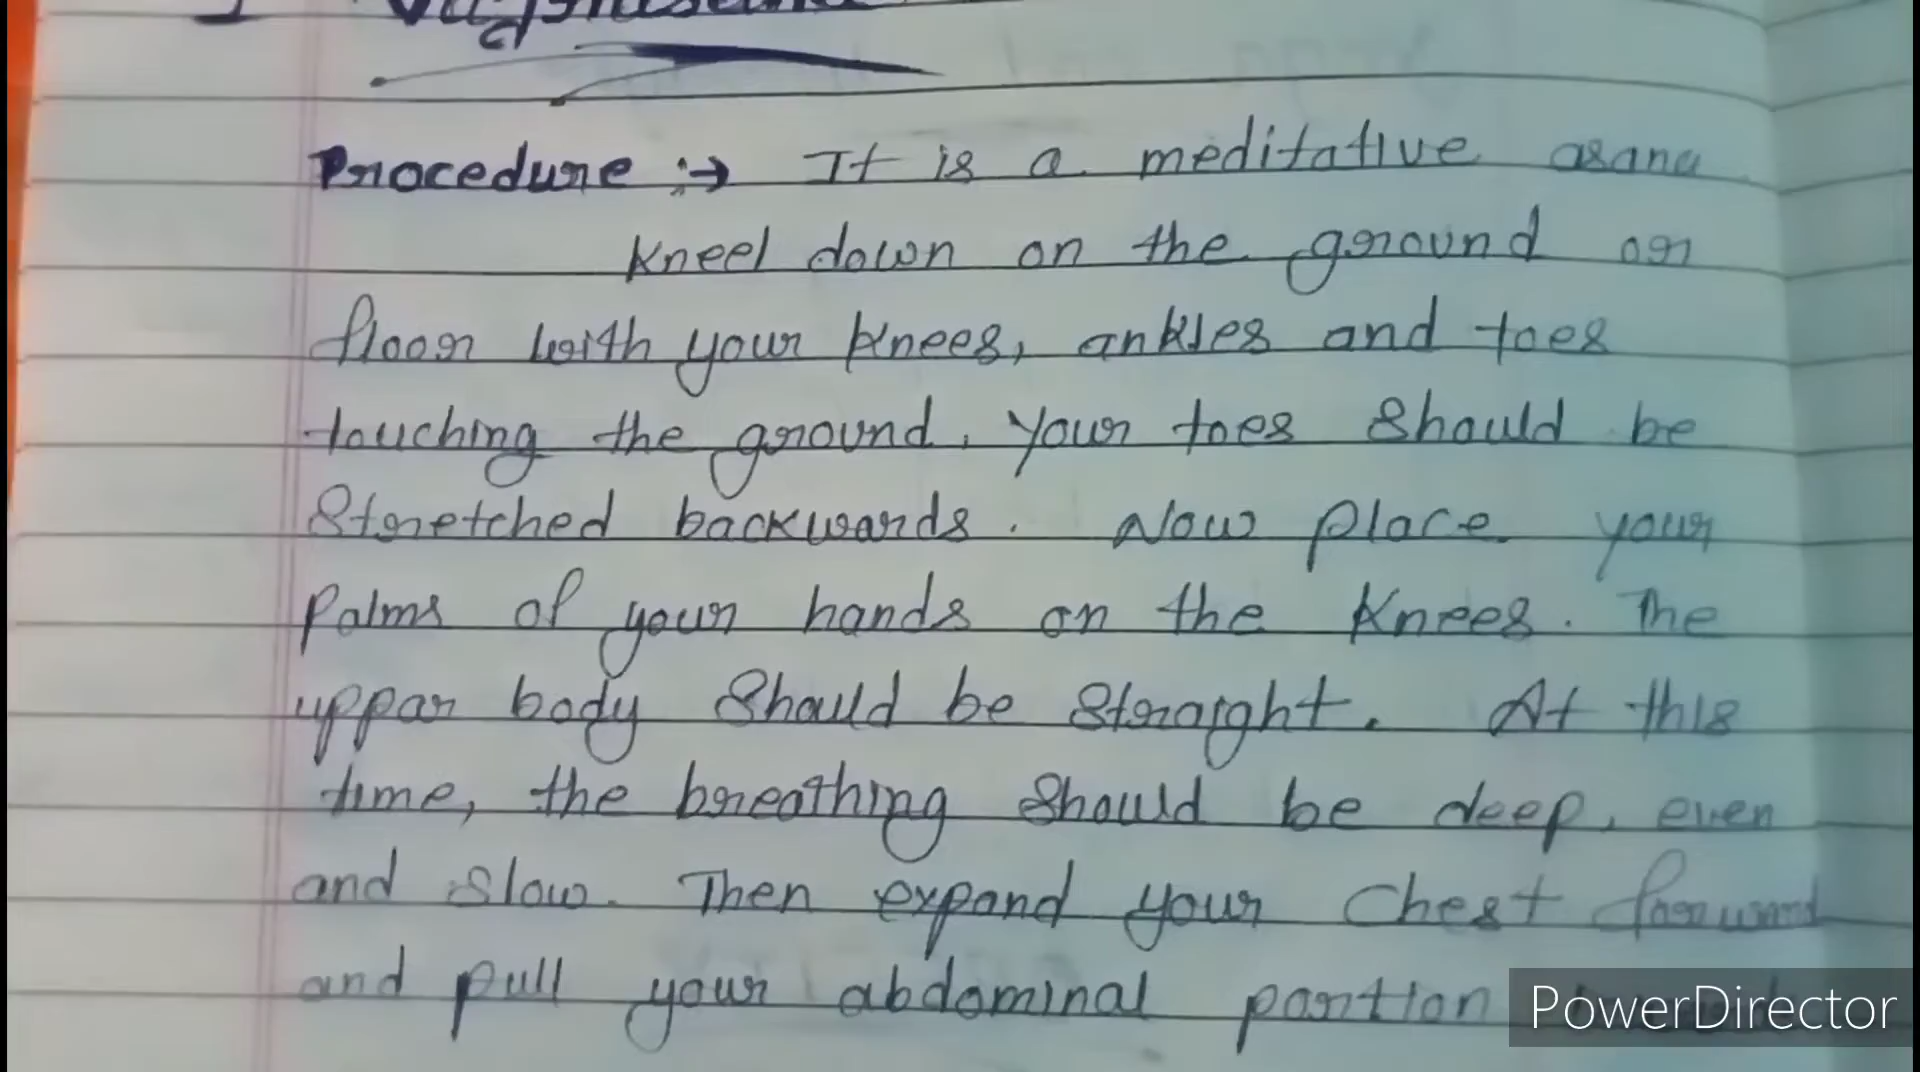 Procedure :→ It is a meditative asana
Kneel down on the ground or
floor with your knees, ankles and toes
touching the ground. Your toes should be
stretched backwards. Now place your
palms of your hands on the knees. The
uppar body should be straight. At this
time, the breathing should be deep, even
and slow. Then expand your chest forward
and pull your abdominal portion
PowerDirector